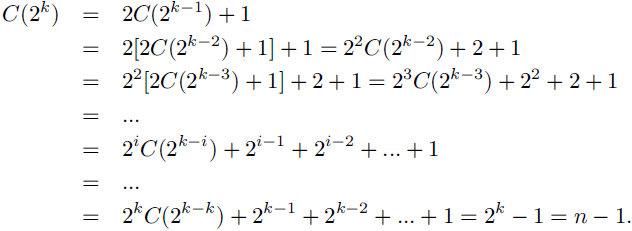 C(2^k) = 2C(2^{k−1}) + 1
= 2[2C(2^{k−2}) + 1] + 1 = 2^2C(2^{k−2}) + 2 + 1
= 2^2[2C(2^{k−3}) + 1] + 2 + 1 = 2^3C(2^{k−3}) + 2^2 + 2 + 1
= ...
= 2^iC(2^{k−i}) + 2^{i−1} + 2^{i−2} + ... + 1
= ...
= 2^kC(2^{k−k}) + 2^{k−1} + 2^{k−2} + ... + 1 = 2^k − 1 = n − 1.